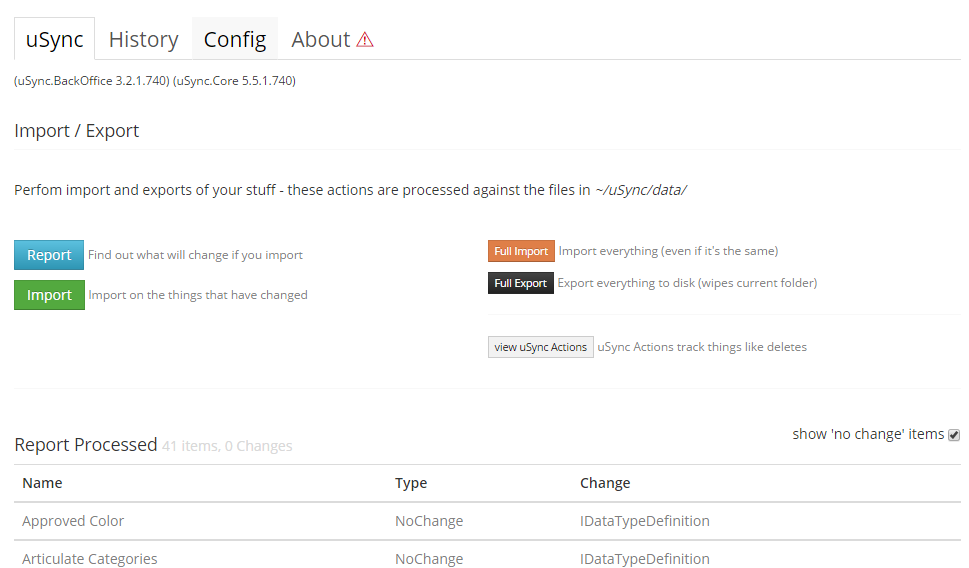 uSync History Config About
(uSync.BackOffice 3.2.1.740) (uSync.Core 5.5.1.740)
Import / Export
Perfom import and exports of your stuff - these actions are processed against the files in ~/uSync/data/
Report Find out what will change if you import
Import Import on the things that have changed
Full Import Import everything (even if it's the same)
Full Export Export everything to disk (wipes current folder)
view uSync Actions uSync Actions track things like deletes
Report Processed 41 items, 0 Changes
show 'no change' items
Name Type Change
Approved Color NoChange IDataTypeDefinition
Articulate Categories NoChange IDataTypeDefinition